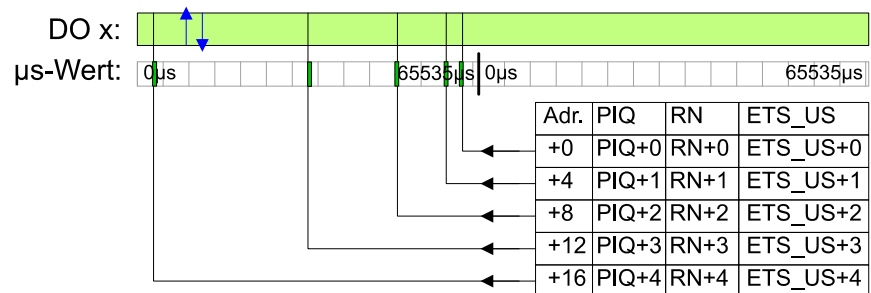 DO x:
µs-Wert: 0µs 65535µs 0µs 65535µs
Adr. PIQ RN ETS_US
+0 PIQ+0 RN+0 ETS_US+0
+4 PIQ+1 RN+1 ETS_US+1
+8 PIQ+2 RN+2 ETS_US+2
+12 PIQ+3 RN+3 ETS_US+3
+16 PIQ+4 RN+4 ETS_US+4